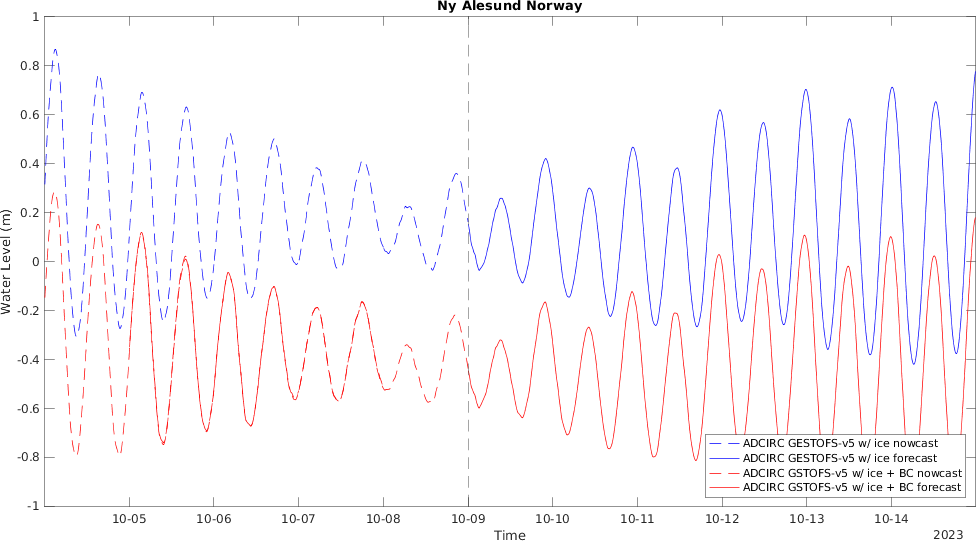 Ny Alesund Norway
1
0.8
0.6
0.4
0.2
0
-0.2
-0.4
-0.6
-0.8
-1
Water Level (m)
ADCIRC GESTOFS-v5 w/ ice nowcast
ADCIRC GESTOFS-v5 w/ ice forecast
ADCIRC GSTOFS-v5 w/ ice + BC nowcast
ADCIRC GSTOFS-v5 w/ ice + BC forecast
10-05 10-06 10-07 10-08 10-09 10-10 10-11 10-12 10-13 10-14
Time
2023